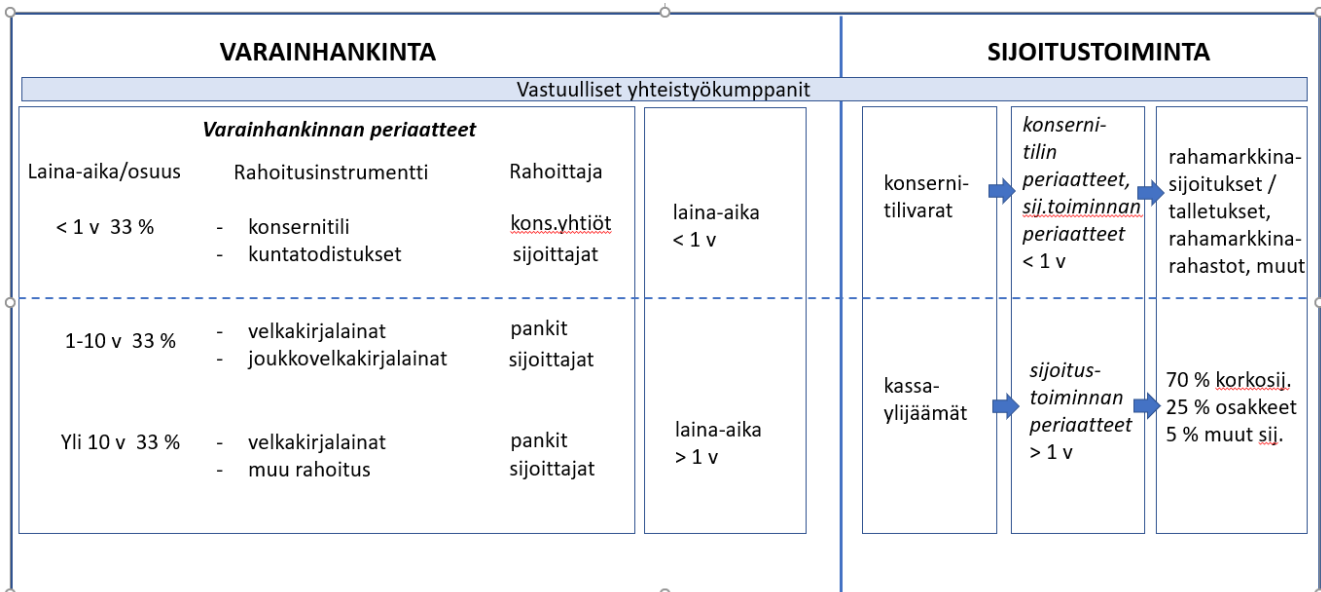 VARAINHANKINTA
SIJOITUSTOIMINTA
Vastuulliset yhteistyökumppanit
Varainhankinnan periaatteet
Laina-aika/osuus
Rahoitusinstrumentti
Rahoittaja
< 1 v 33 %
- konsernitili
kons.yhtiöt
- kuntatodistukset
sijoittajat
1-10 v 33 %
- velkakirjalainat
pankit
- joukkovelkakirjalainat
sijoittajat
Yli 10 v 33 %
- velkakirjalainat
pankit
- muu rahoitus
sijoittajat
laina-aika
< 1 v
laina-aika
> 1 v
konserni-
tilivarat
konserni-
tilin
periaatteet,
sij.toiminnan
periaatteet
< 1 v
rahamarkkina-
sijoitukset /
talletukset,
rahamarkkina-
rahastot, muut
kassa-
ylijäämät
sijoitus-
toiminnan
periaatteet
> 1 v
70 % korkosij.
25 % osakkeet
5 % muut sij.